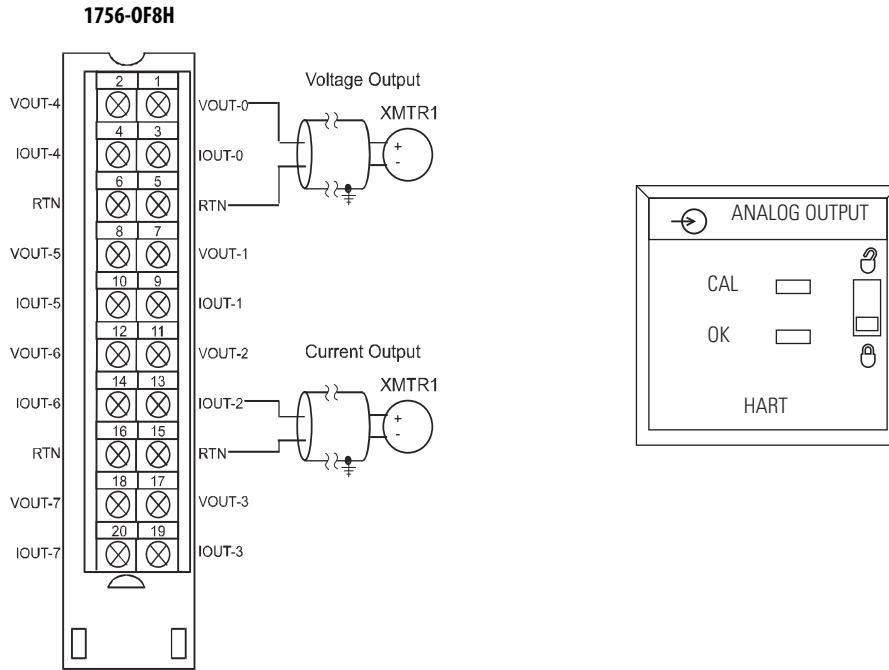 1756-OF8H
Voltage Output
XMTR1
+
-
2 1
VOUT-4 VOUT-0
4 3
IOUT-4 IOUT-0
6 5
RTN RTN
8 7
VOUT-5 VOUT-1
10 9
IOUT-5 IOUT-1
12 11
VOUT-6 VOUT-2
14 13
IOUT-6 IOUT-2
16 15
RTN RTN
18 17
VOUT-7 VOUT-3
20 19
IOUT-7 IOUT-3
Current Output
XMTR1
+
-
ANALOG OUTPUT
CAL
OK
HART